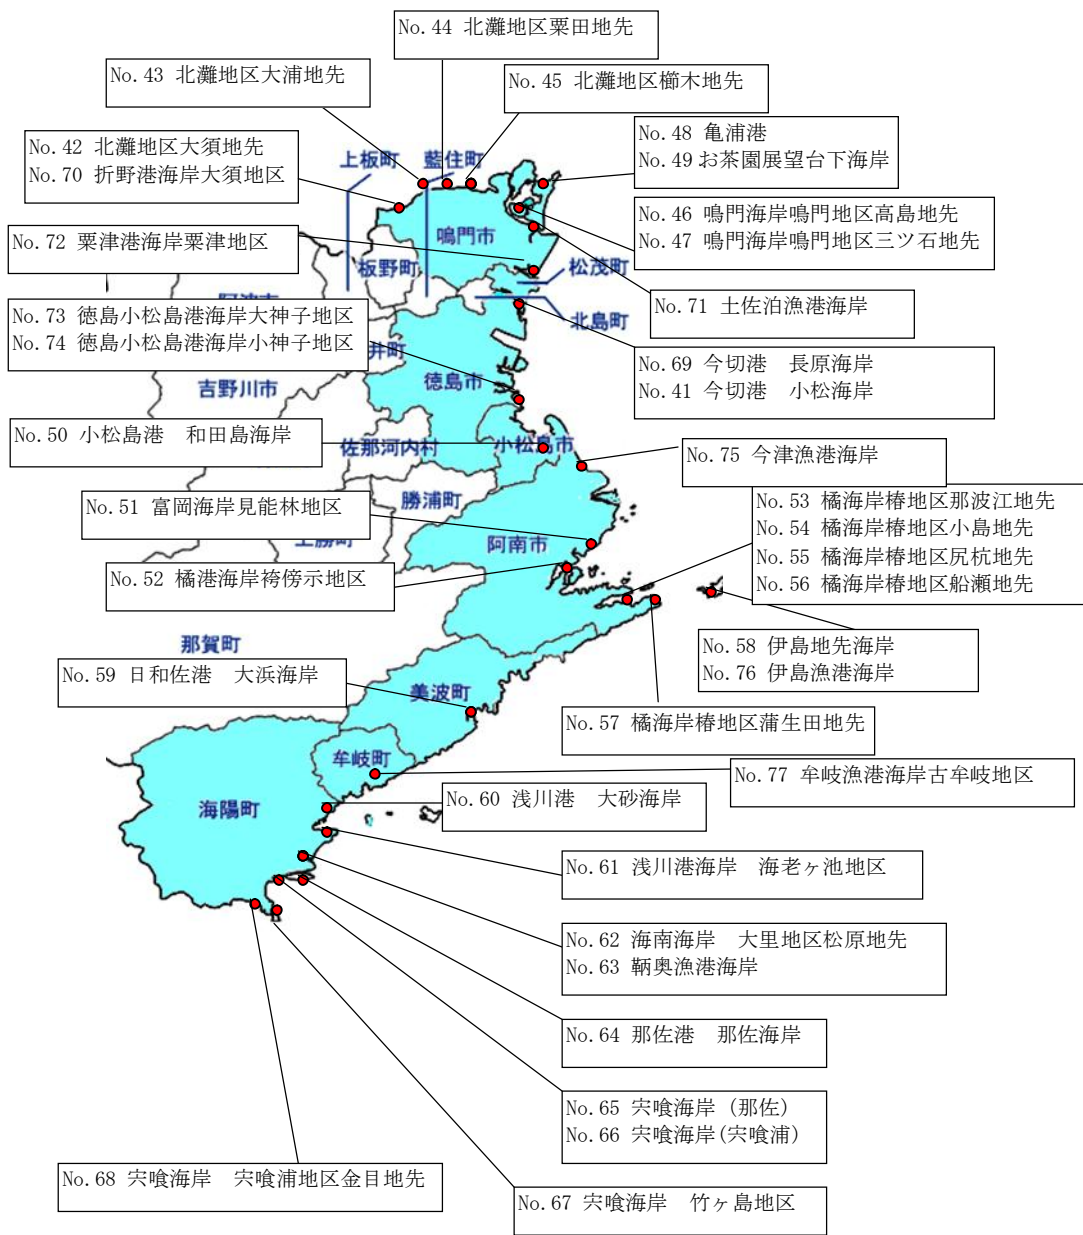 No.44 北灘地区粟田地先
No.43 北灘地区大浦地先
No.45 北灘地区櫛木地先
No.42 北灘地区大須地先
No.70 折野港海岸大須地区
上板町
藍住町
No.48 亀浦港
No.49お茶園展望台下海岸
No.46 鳴門海岸鳴門地区高島地先
No.47 鳴門海岸鳴門地区三ツ石地先
No.72 粟津港海岸粟津地区
鳴門市
板野町
松茂町
北島町
No.71 土佐泊漁港海岸
No.73 徳島小松島港海岸大神子地区
No.74 徳島小松島港海岸小神子地区
井町
No.69 今切港　長原海岸
No.41 今切港　小松海岸
吉野川市
徳島市
No.50 小松島港　和田島海岸
佐那河内村
小松島市
No.75 今津漁港海岸
勝浦町
No.51 富岡海岸見能林地区
No.53 橘海岸椿地区那波江地先
No.54 橘海岸椿地区小島地先
No.55 橘海岸椿地区尻杭地先
No.56 橘海岸椿地区船瀬地先
上勝町
阿南市
No.52 橘港海岸袴傍示地区
那賀町
No.58 伊島地先海岸
No.76 伊島漁港海岸
No.59 日和佐港　大浜海岸
美波町
No.57 橘海岸椿地区蒲生田地先
牟岐町
No.77 牟岐漁港海岸古牟岐地区
海陽町
No.60 浅川港　大砂海岸
No.61 浅川港海岸　海老ヶ池地区
No.62 海南海岸　大里地区松原地先
No.63 鞆奥漁港海岸
No.64 那佐港　那佐海岸
No.65 宍喰海岸（那佐）
No.66 宍喰海岸(宍喰浦）
No.68 宍喰海岸　宍喰浦地区金目地先
No.67 宍喰海岸　竹ヶ島地区